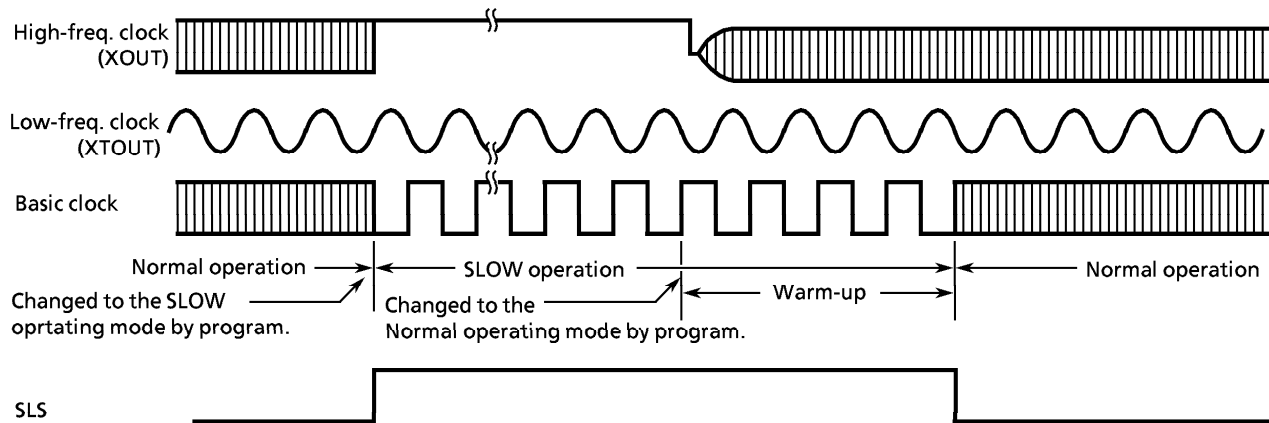 High-freq. clock
(XOUT)
Low-freq. clock
(XTOUT)
Basic clock
Normal operation
SLOW operation
Normal operation
Changed to the SLOW
oprtating mode by program.
Changed to the
Normal operating mode by program.
Warm-up
SLS